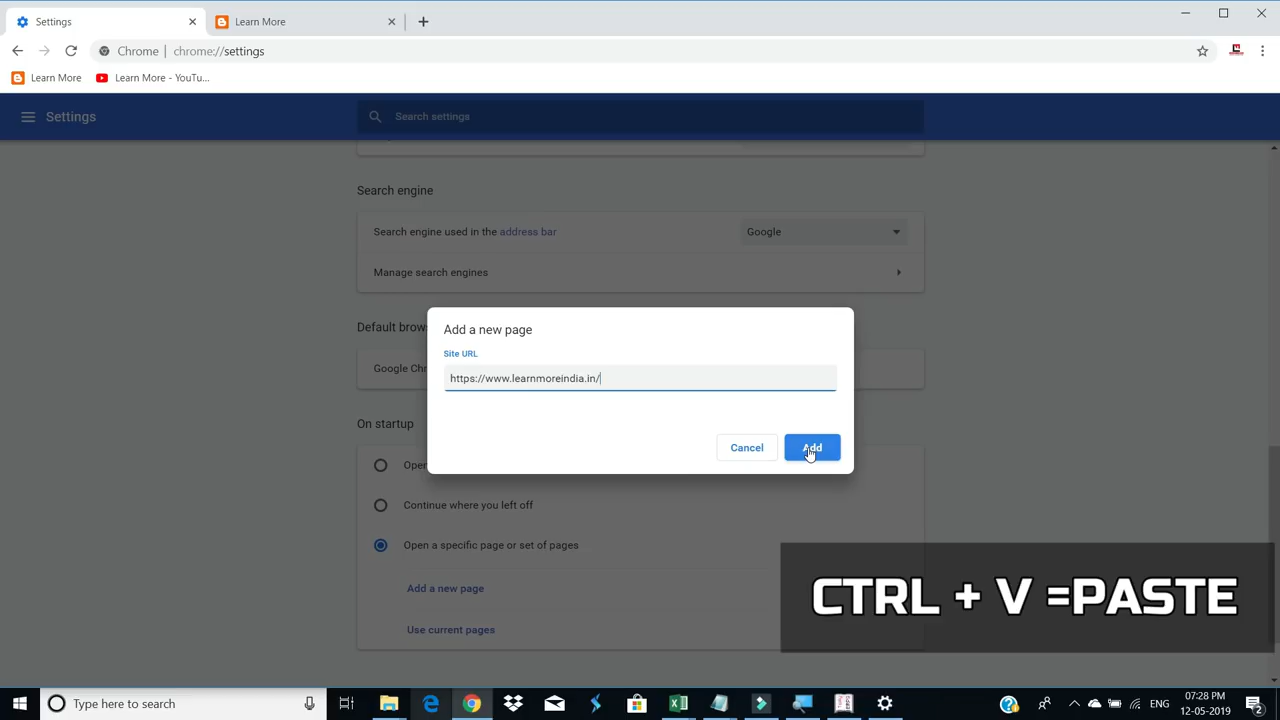 Settings
Learn More
Chrome
chrome://settings
Learn More
Learn More - YouTu...
Settings
Search settings
Search engine
Search engine used in the address bar
Google
Manage search engines
Default brow
Google Chr
Add a new page
Site URL
https://www.learnmoreindia.in/
Cancel
Add
On startup
Open
Continue where you left off
Open a specific page or set of pages
Add a new page
Use current pages
CTRL + V =PASTE
Type here to search
ENG
07:28 PM
12-05-2019
2